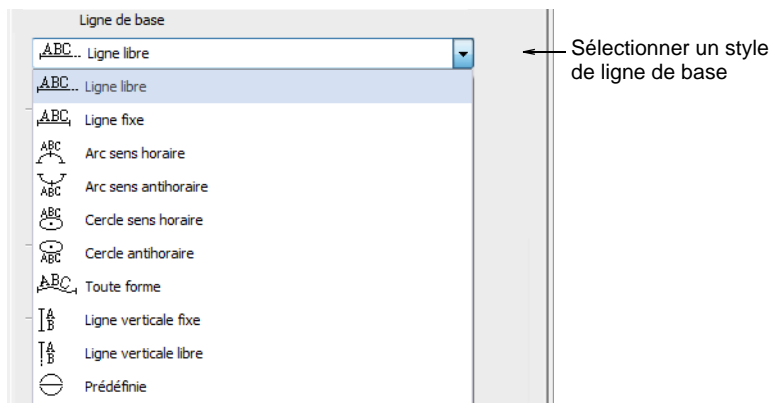 Ligne de base
ABC... Ligne libre
Sélectionner un style
de ligne de base
ABC... Ligne libre
ABC Ligne fixe
ABC Arc sens horaire
ABC Arc sens antihoraire
ABC Cercle sens horaire
ABC Cercle antihoraire
ABC Toute forme
A B Ligne verticale fixe
A B Ligne verticale libre
Prédéfinie